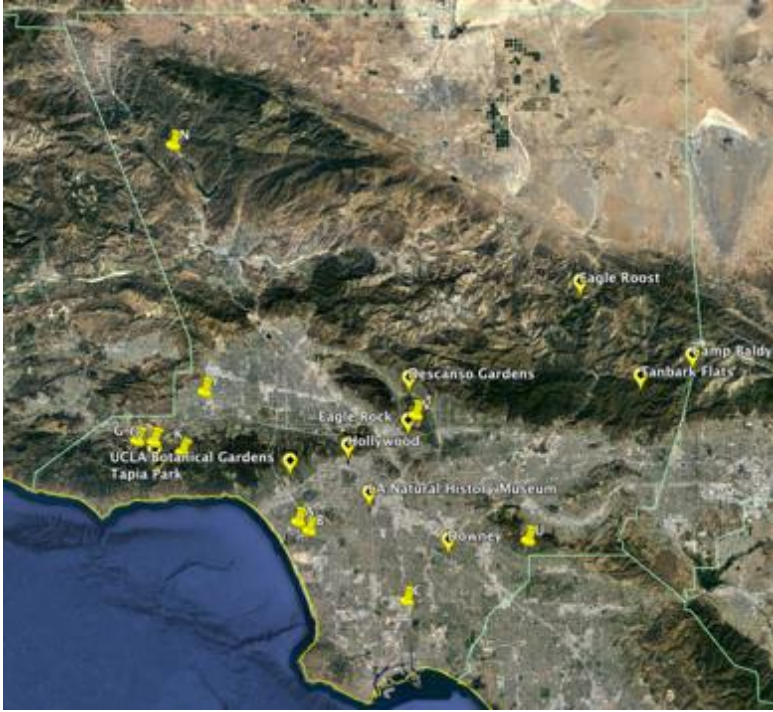 N
Eagle Roost
Camp Baldy
Tanbark Flats
Descanso Gardens
Eagle Rock
Hollywood
K
UCLA Botanical Gardens
Tapia Park
LA Natural History Museum
B
Downey
C